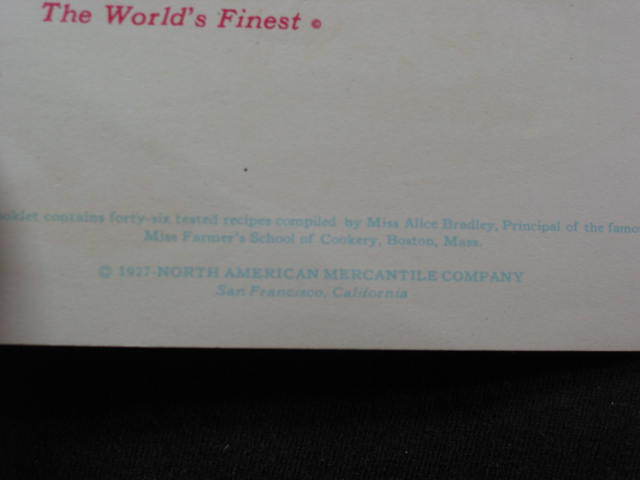 The World's Finest ©
ooklet contains forty-six tested recipes compiled by Miss Alice Bradley, Principal of the famo
Miss Farmer's School of Cookery, Boston, Mass.
© 1927-NORTH AMERICAN MERCANTILE COMPANY
San Francisco, California